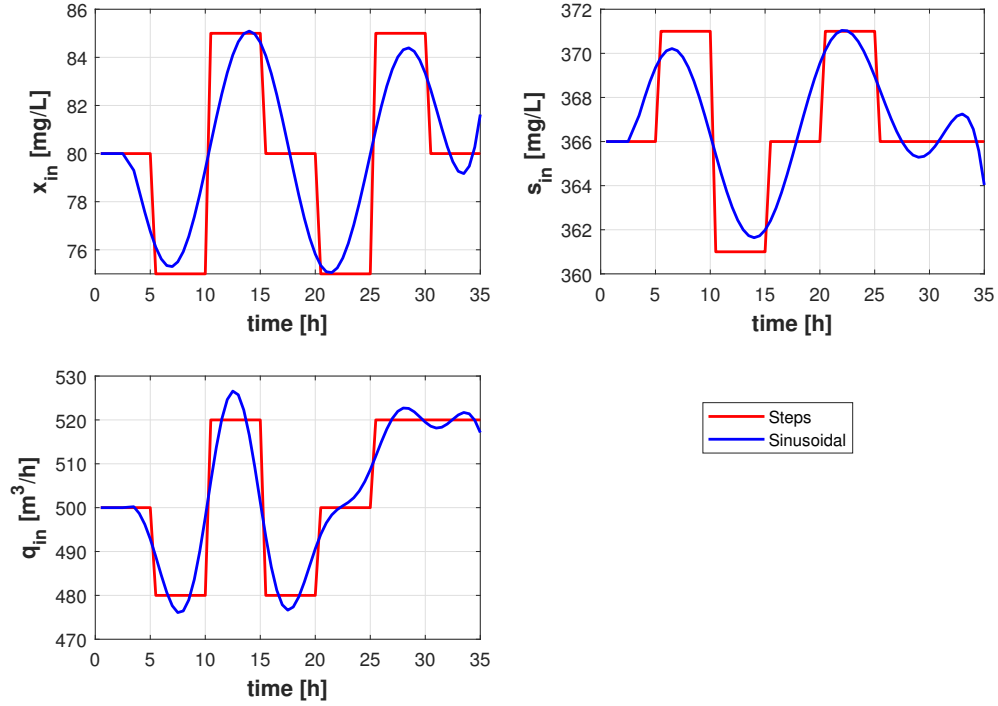 86
84
82
80
78
76
x_in [mg/L]
0 5 10 15 20 25 30 35
time [h]
372
370
368
366
364
362
360
s_in [mg/L]
0 5 10 15 20 25 30 35
time [h]
530
520
510
500
490
480
470
q_in [m^3/h]
0 5 10 15 20 25 30 35
time [h]
Steps
Sinusoidal